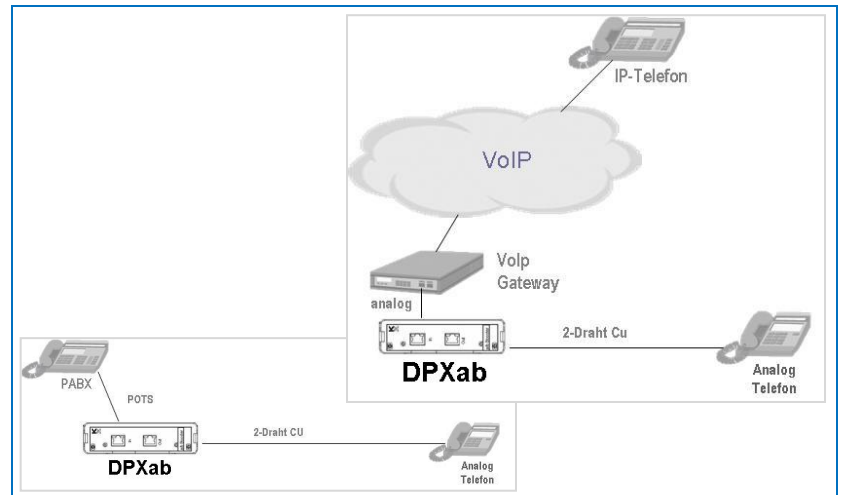 IP-Telefon
VoIP
VoIp
Gateway
analog
2-Draht Cu
DPXab
Analog
Telefon
PABX
POTS
2-Draht CU
DPXab
Analog
Telefon